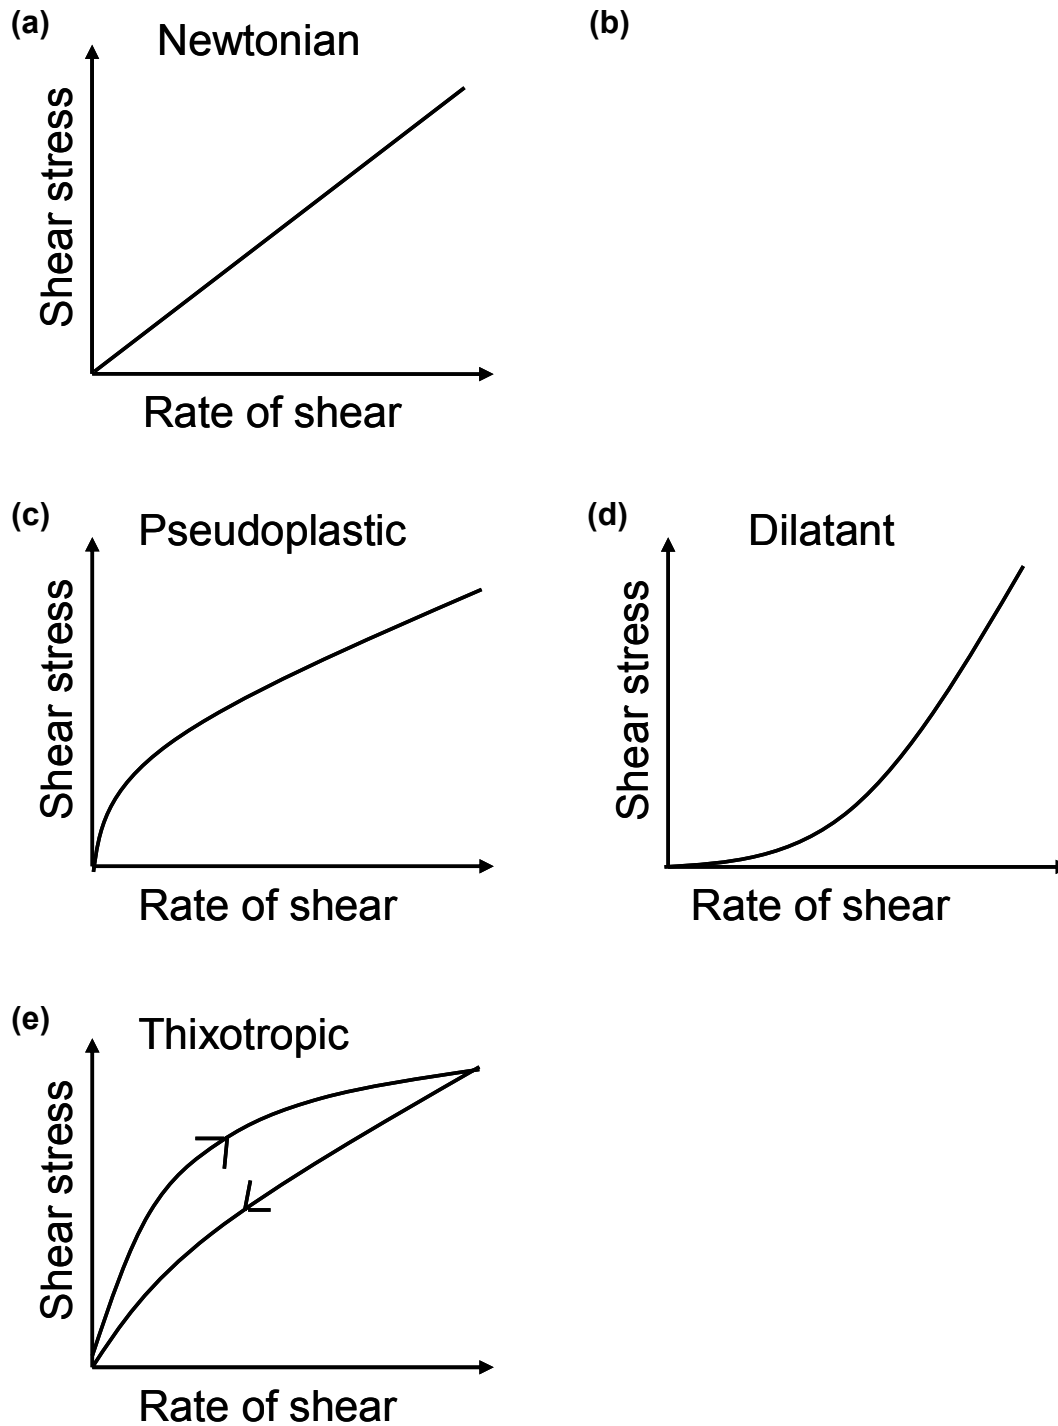 (a)
Newtonian
Shear stress
Rate of shear
(b)
(c)
Pseudoplastic
Shear stress
Rate of shear
(d)
Dilatant
Shear stress
Rate of shear
(e)
Thixotropic
Shear stress
Rate of shear